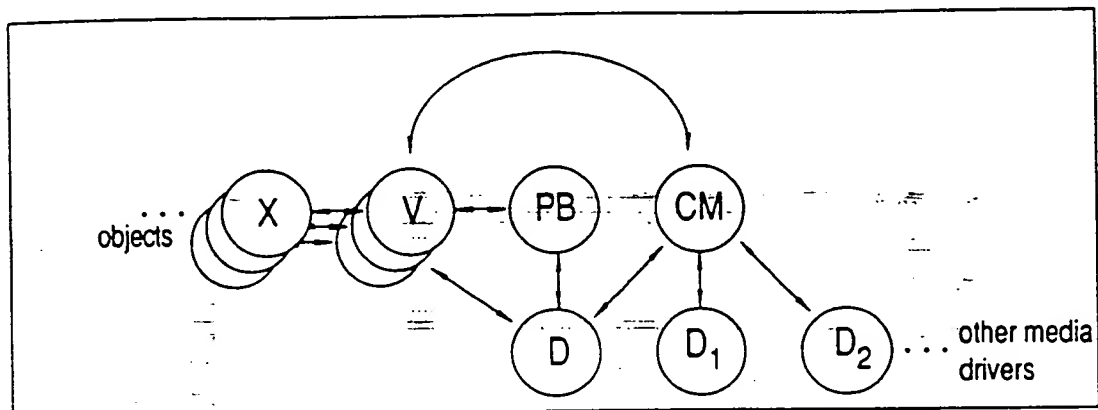 X V PB CM
... objects
D D₁ D₂ ... other media
drivers